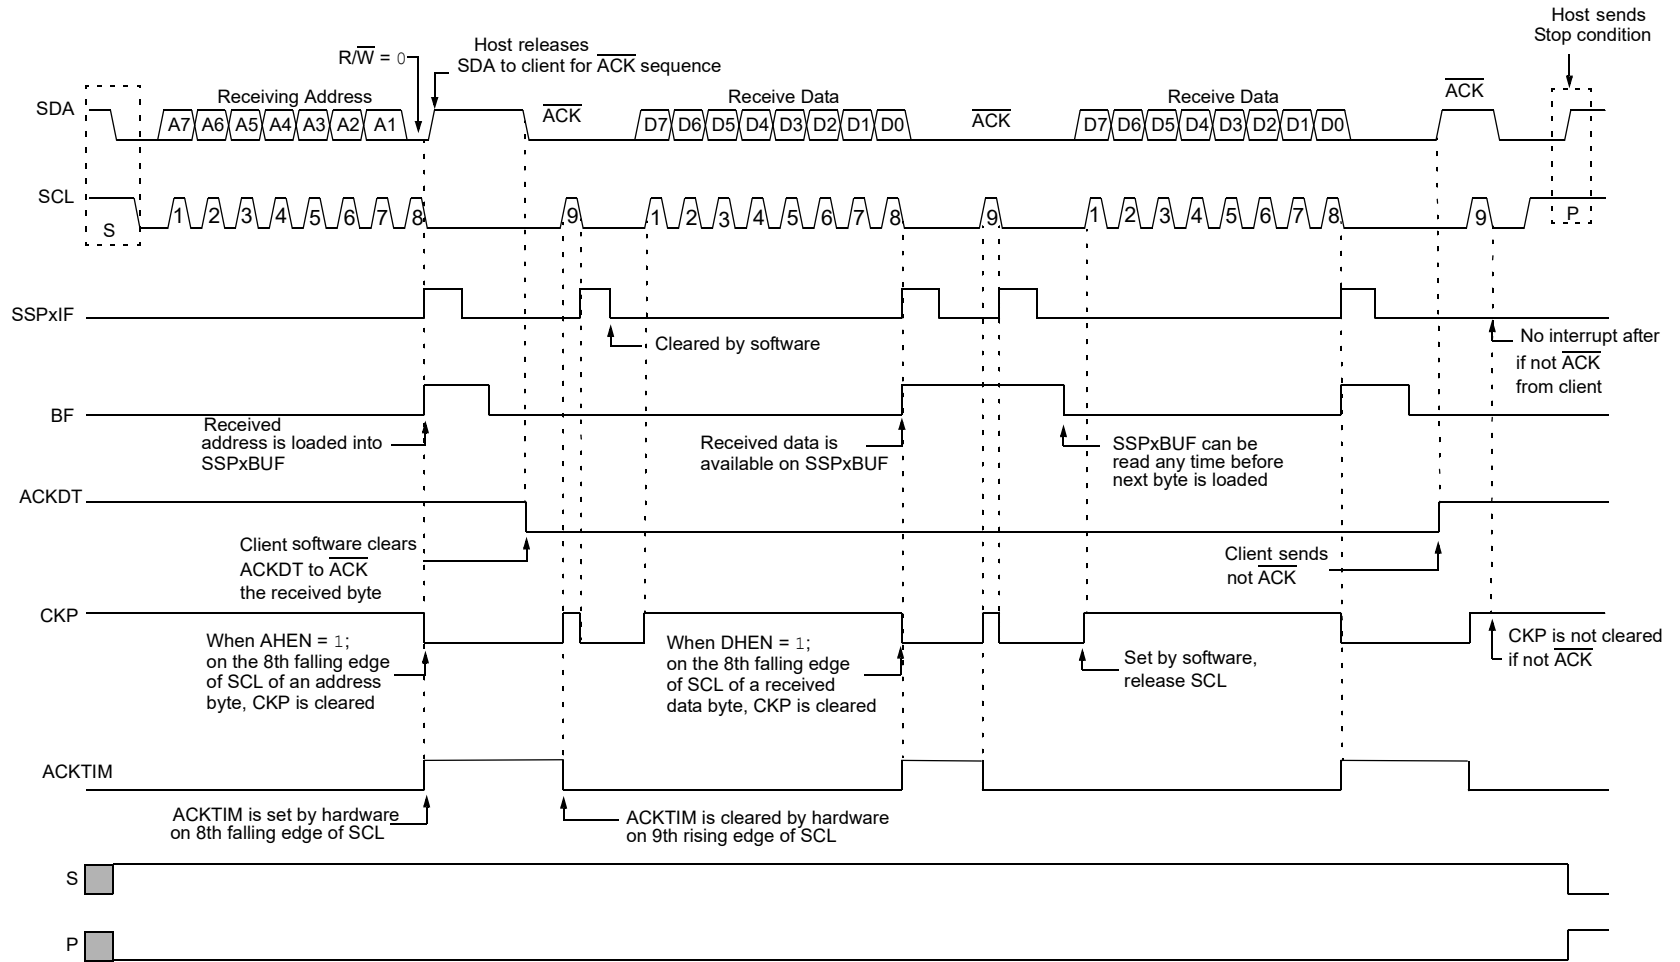 Host sends
Stop condition
Host releases
SDA to client for ACK sequence
R/W = 0
SDA
Receiving Address
A7 A6 A5 A4 A3 A2 A1
ACK
Receive Data
D7 D6 D5 D4 D3 D2 D1 D0
ACK
Receive Data
D7 D6 D5 D4 D3 D2 D1 D0
ACK
SCL
S
1 2 3 4 5 6 7 8 9
1 2 3 4 5 6 7 8 9
1 2 3 4 5 6 7 8 9
P
SSPxIF
Cleared by software
No interrupt after
if not ACK
from client
BF
Received
address is loaded into
SSPxBUF
Received data is
available on SSPxBUF
SSPxBUF can be
read any time before
next byte is loaded
ACKDT
Client software clears
ACKDT to ACK
the received byte
Client sends
not ACK
CKP
When AHEN = 1;
on the 8th falling edge
of SCL of an address
byte, CKP is cleared
When DHEN = 1;
on the 8th falling edge
of SCL of a received
data byte, CKP is cleared
Set by software,
release SCL
CKP is not cleared
if not ACK
ACKTIM
ACKTIM is set by hardware
on 8th falling edge of SCL
ACKTIM is cleared by hardware
on 9th rising edge of SCL
S
P